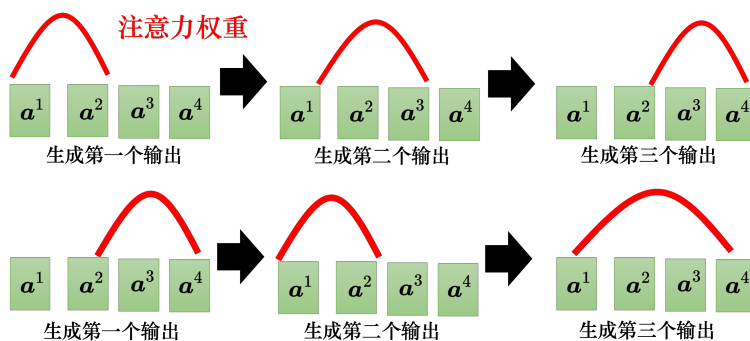 注意力权重
a¹ a² a³ a⁴ a¹ a² a³ a⁴ a¹ a² a³ a⁴
生成第一个输出 生成第二个输出 生成第三个输出
a¹ a² a³ a⁴ a¹ a² a³ a⁴ a¹ a² a³ a⁴
生成第一个输出 生成第二个输出 生成第三个输出